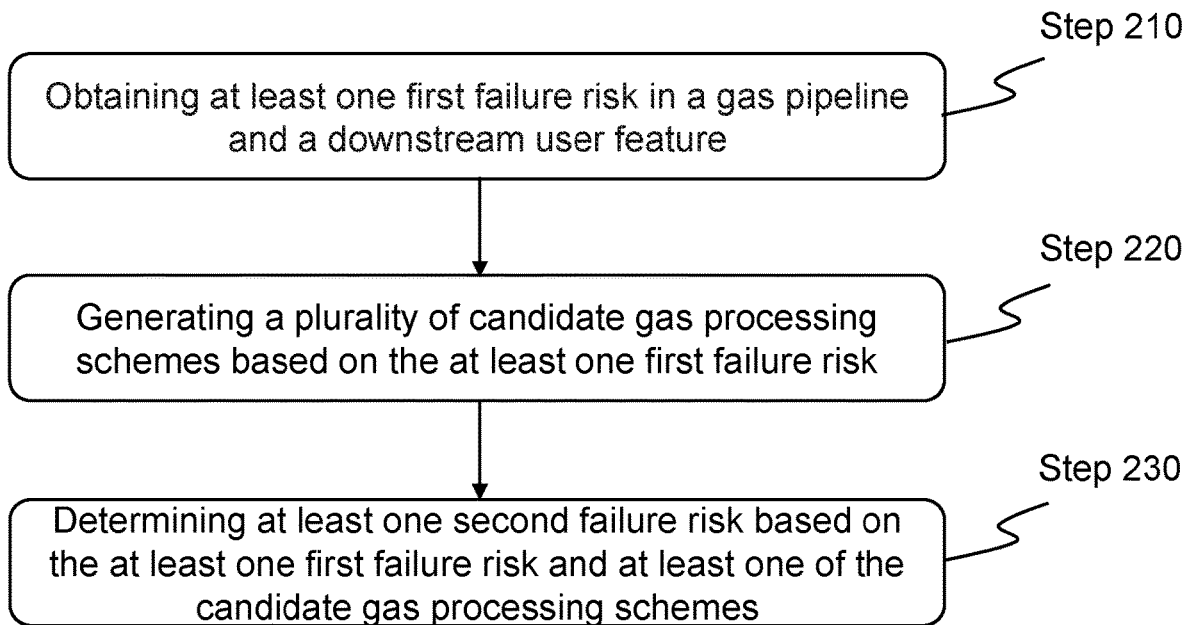 Step 210
Obtaining at least one first failure risk in a gas pipeline
and a downstream user feature
Step 220
Generating a plurality of candidate gas processing
schemes based on the at least one first failure risk
Step 230
Determining at least one second failure risk based on
the at least one first failure risk and at least one of the
candidate gas processing schemes